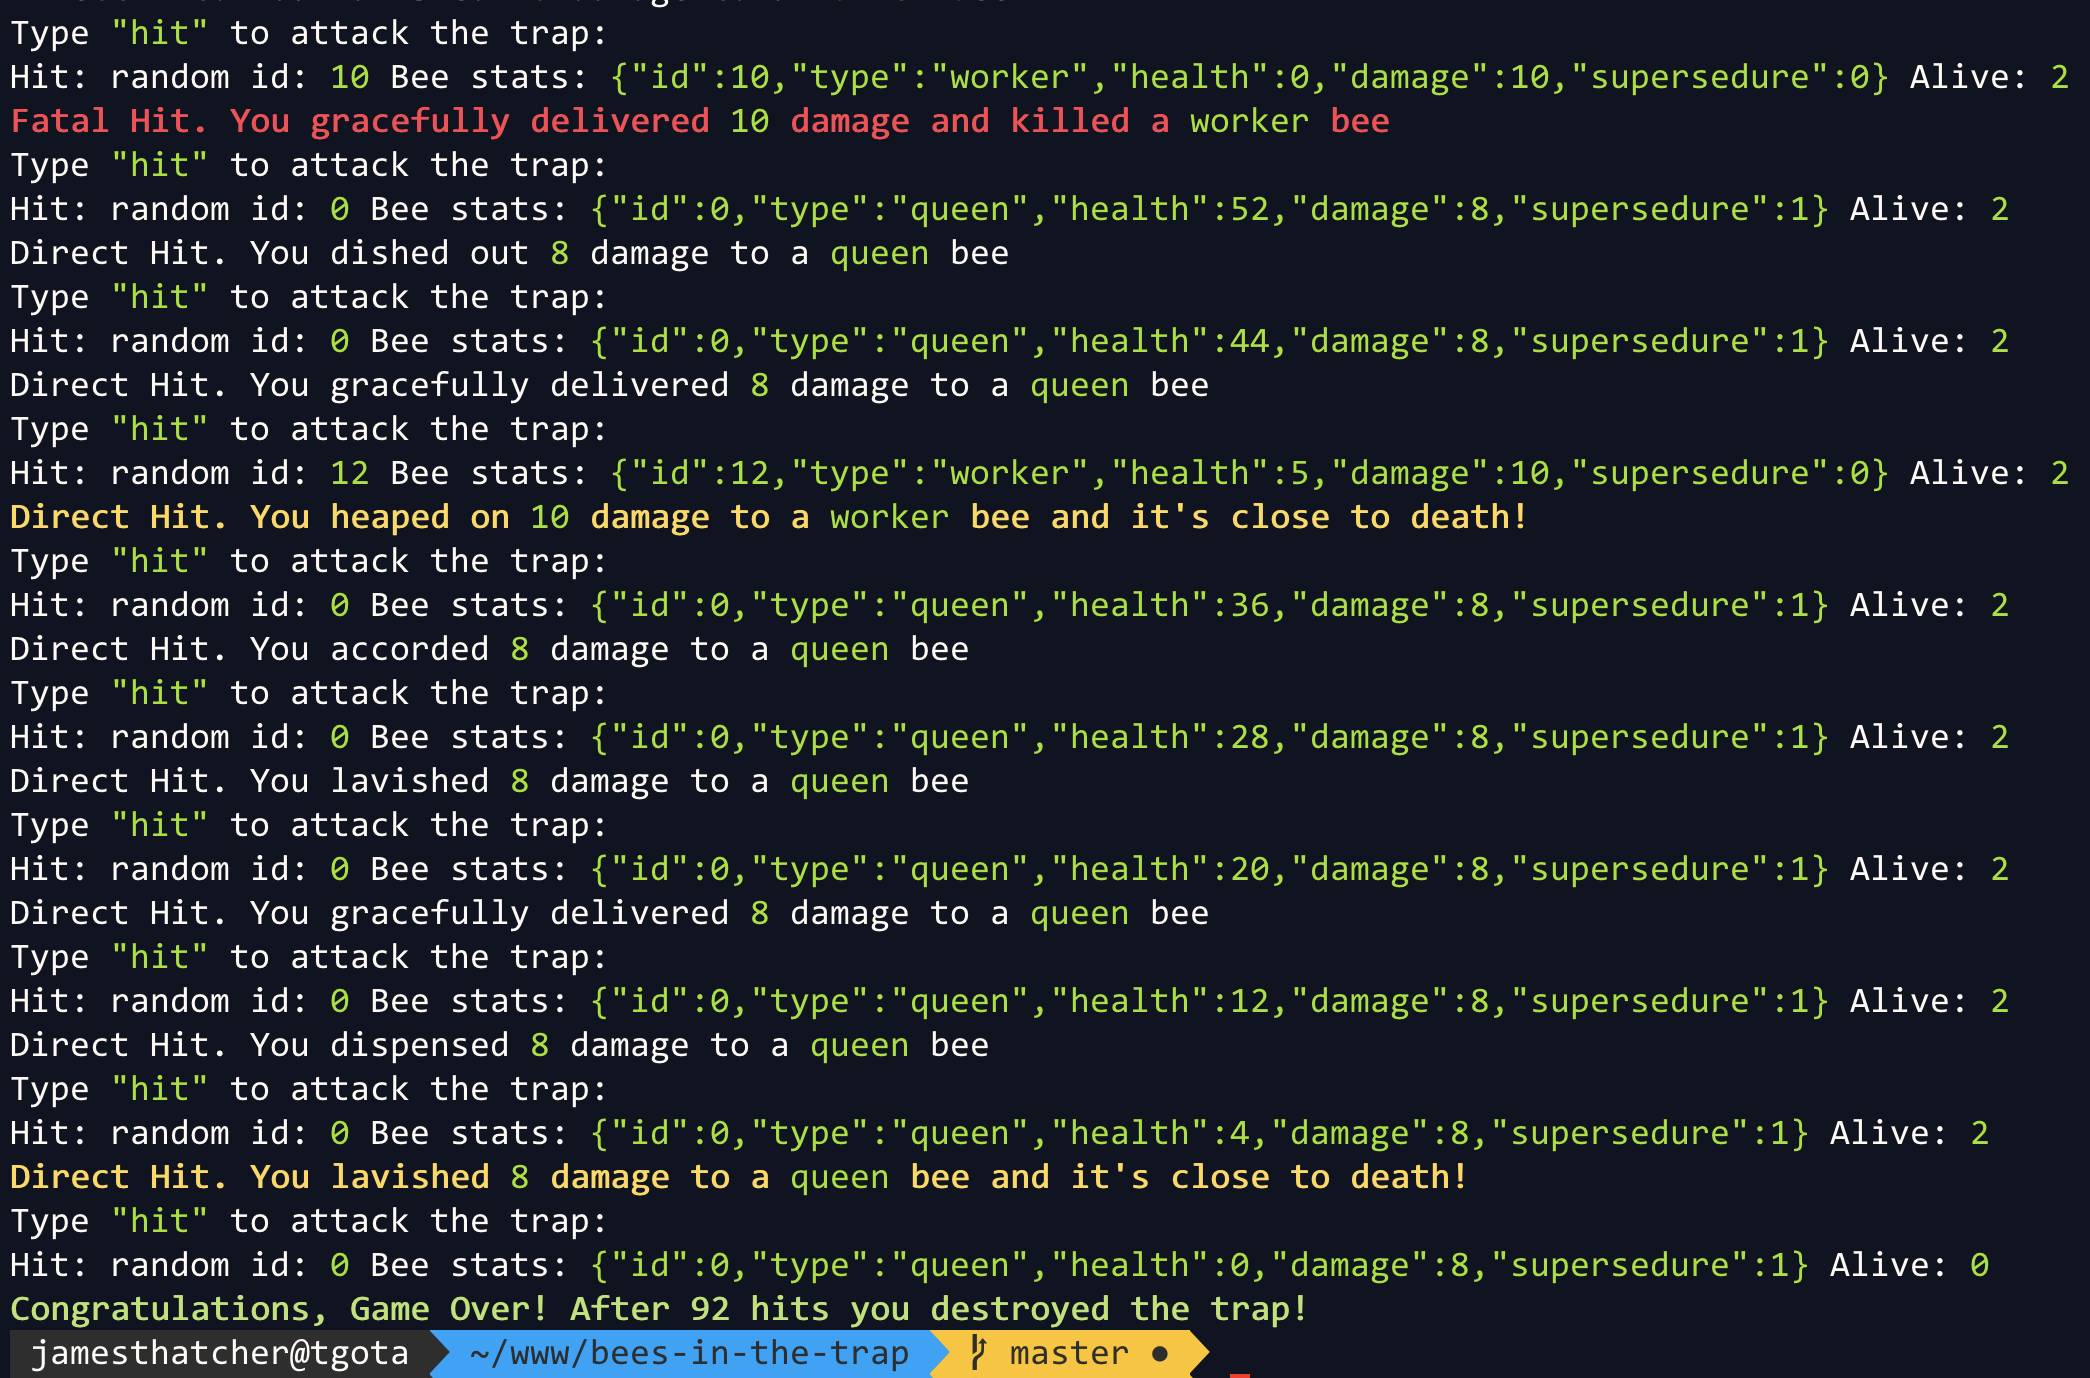 Type "hit" to attack the trap:
Hit: random id: 10 Bee stats: {"id":10,"type":"worker","health":0,"damage":10,"supersedure":0} Alive: 2
Fatal Hit. You gracefully delivered 10 damage and killed a worker bee
Type "hit" to attack the trap:
Hit: random id: 0 Bee stats: {"id":0,"type":"queen","health":52,"damage":8,"supersedure":1} Alive: 2
Direct Hit. You dished out 8 damage to a queen bee
Type "hit" to attack the trap:
Hit: random id: 0 Bee stats: {"id":0,"type":"queen","health":44,"damage":8,"supersedure":1} Alive: 2
Direct Hit. You gracefully delivered 8 damage to a queen bee
Type "hit" to attack the trap:
Hit: random id: 12 Bee stats: {"id":12,"type":"worker","health":5,"damage":10,"supersedure":0} Alive: 2
Direct Hit. You heaped on 10 damage to a worker bee and it's close to death!
Type "hit" to attack the trap:
Hit: random id: 0 Bee stats: {"id":0,"type":"queen","health":36,"damage":8,"supersedure":1} Alive: 2
Direct Hit. You accorded 8 damage to a queen bee
Type "hit" to attack the trap:
Hit: random id: 0 Bee stats: {"id":0,"type":"queen","health":28,"damage":8,"supersedure":1} Alive: 2
Direct Hit. You lavished 8 damage to a queen bee
Type "hit" to attack the trap:
Hit: random id: 0 Bee stats: {"id":0,"type":"queen","health":20,"damage":8,"supersedure":1} Alive: 2
Direct Hit. You gracefully delivered 8 damage to a queen bee
Type "hit" to attack the trap:
Hit: random id: 0 Bee stats: {"id":0,"type":"queen","health":12,"damage":8,"supersedure":1} Alive: 2
Direct Hit. You dispensed 8 damage to a queen bee
Type "hit" to attack the trap:
Hit: random id: 0 Bee stats: {"id":0,"type":"queen","health":4,"damage":8,"supersedure":1} Alive: 2
Direct Hit. You lavished 8 damage to a queen bee and it's close to death!
Type "hit" to attack the trap:
Hit: random id: 0 Bee stats: {"id":0,"type":"queen","health":0,"damage":8,"supersedure":1} Alive: 0
Congratulations, Game Over! After 92 hits you destroyed the trap!
jamesthatcher@tgota ~/www/bees-in-the-trap master ●